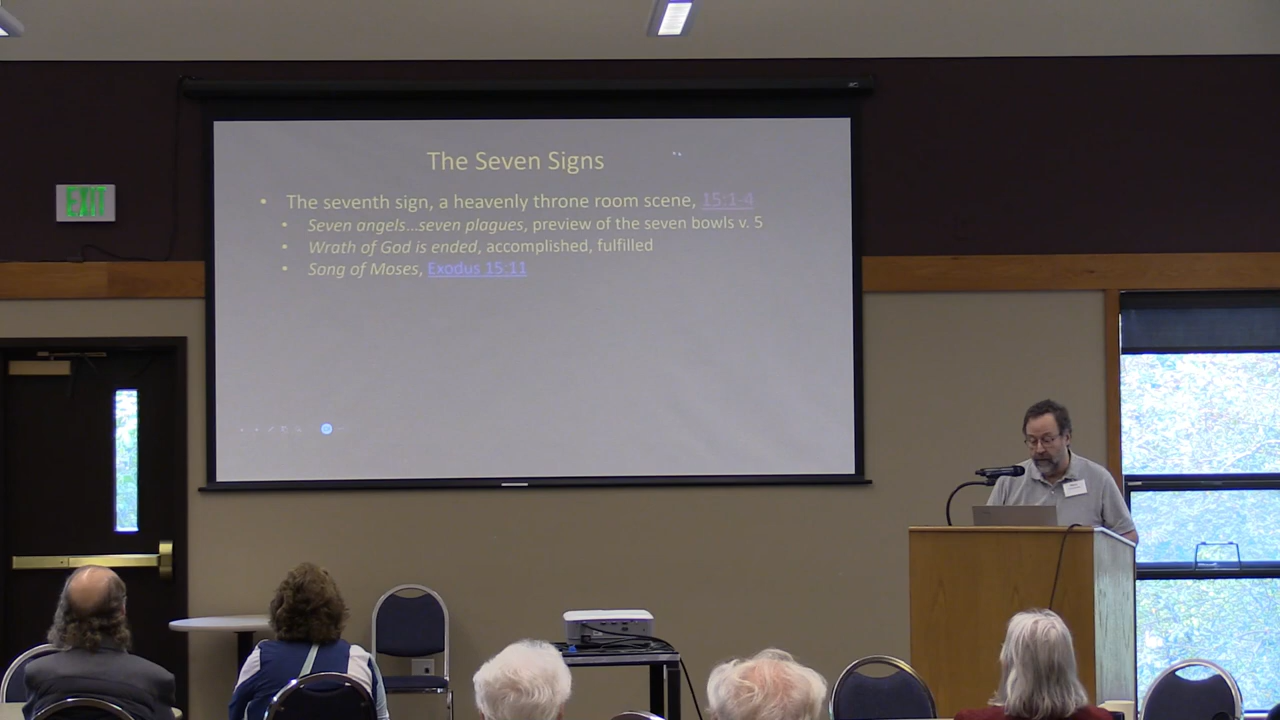 EXIT
The Seven Signs
• The seventh sign, a heavenly throne room scene, 15:1-4
• Seven angels...seven plagues, preview of the seven bowls v. 5
• Wrath of God is ended, accomplished, fulfilled
• Song of Moses, Exodus 15:11